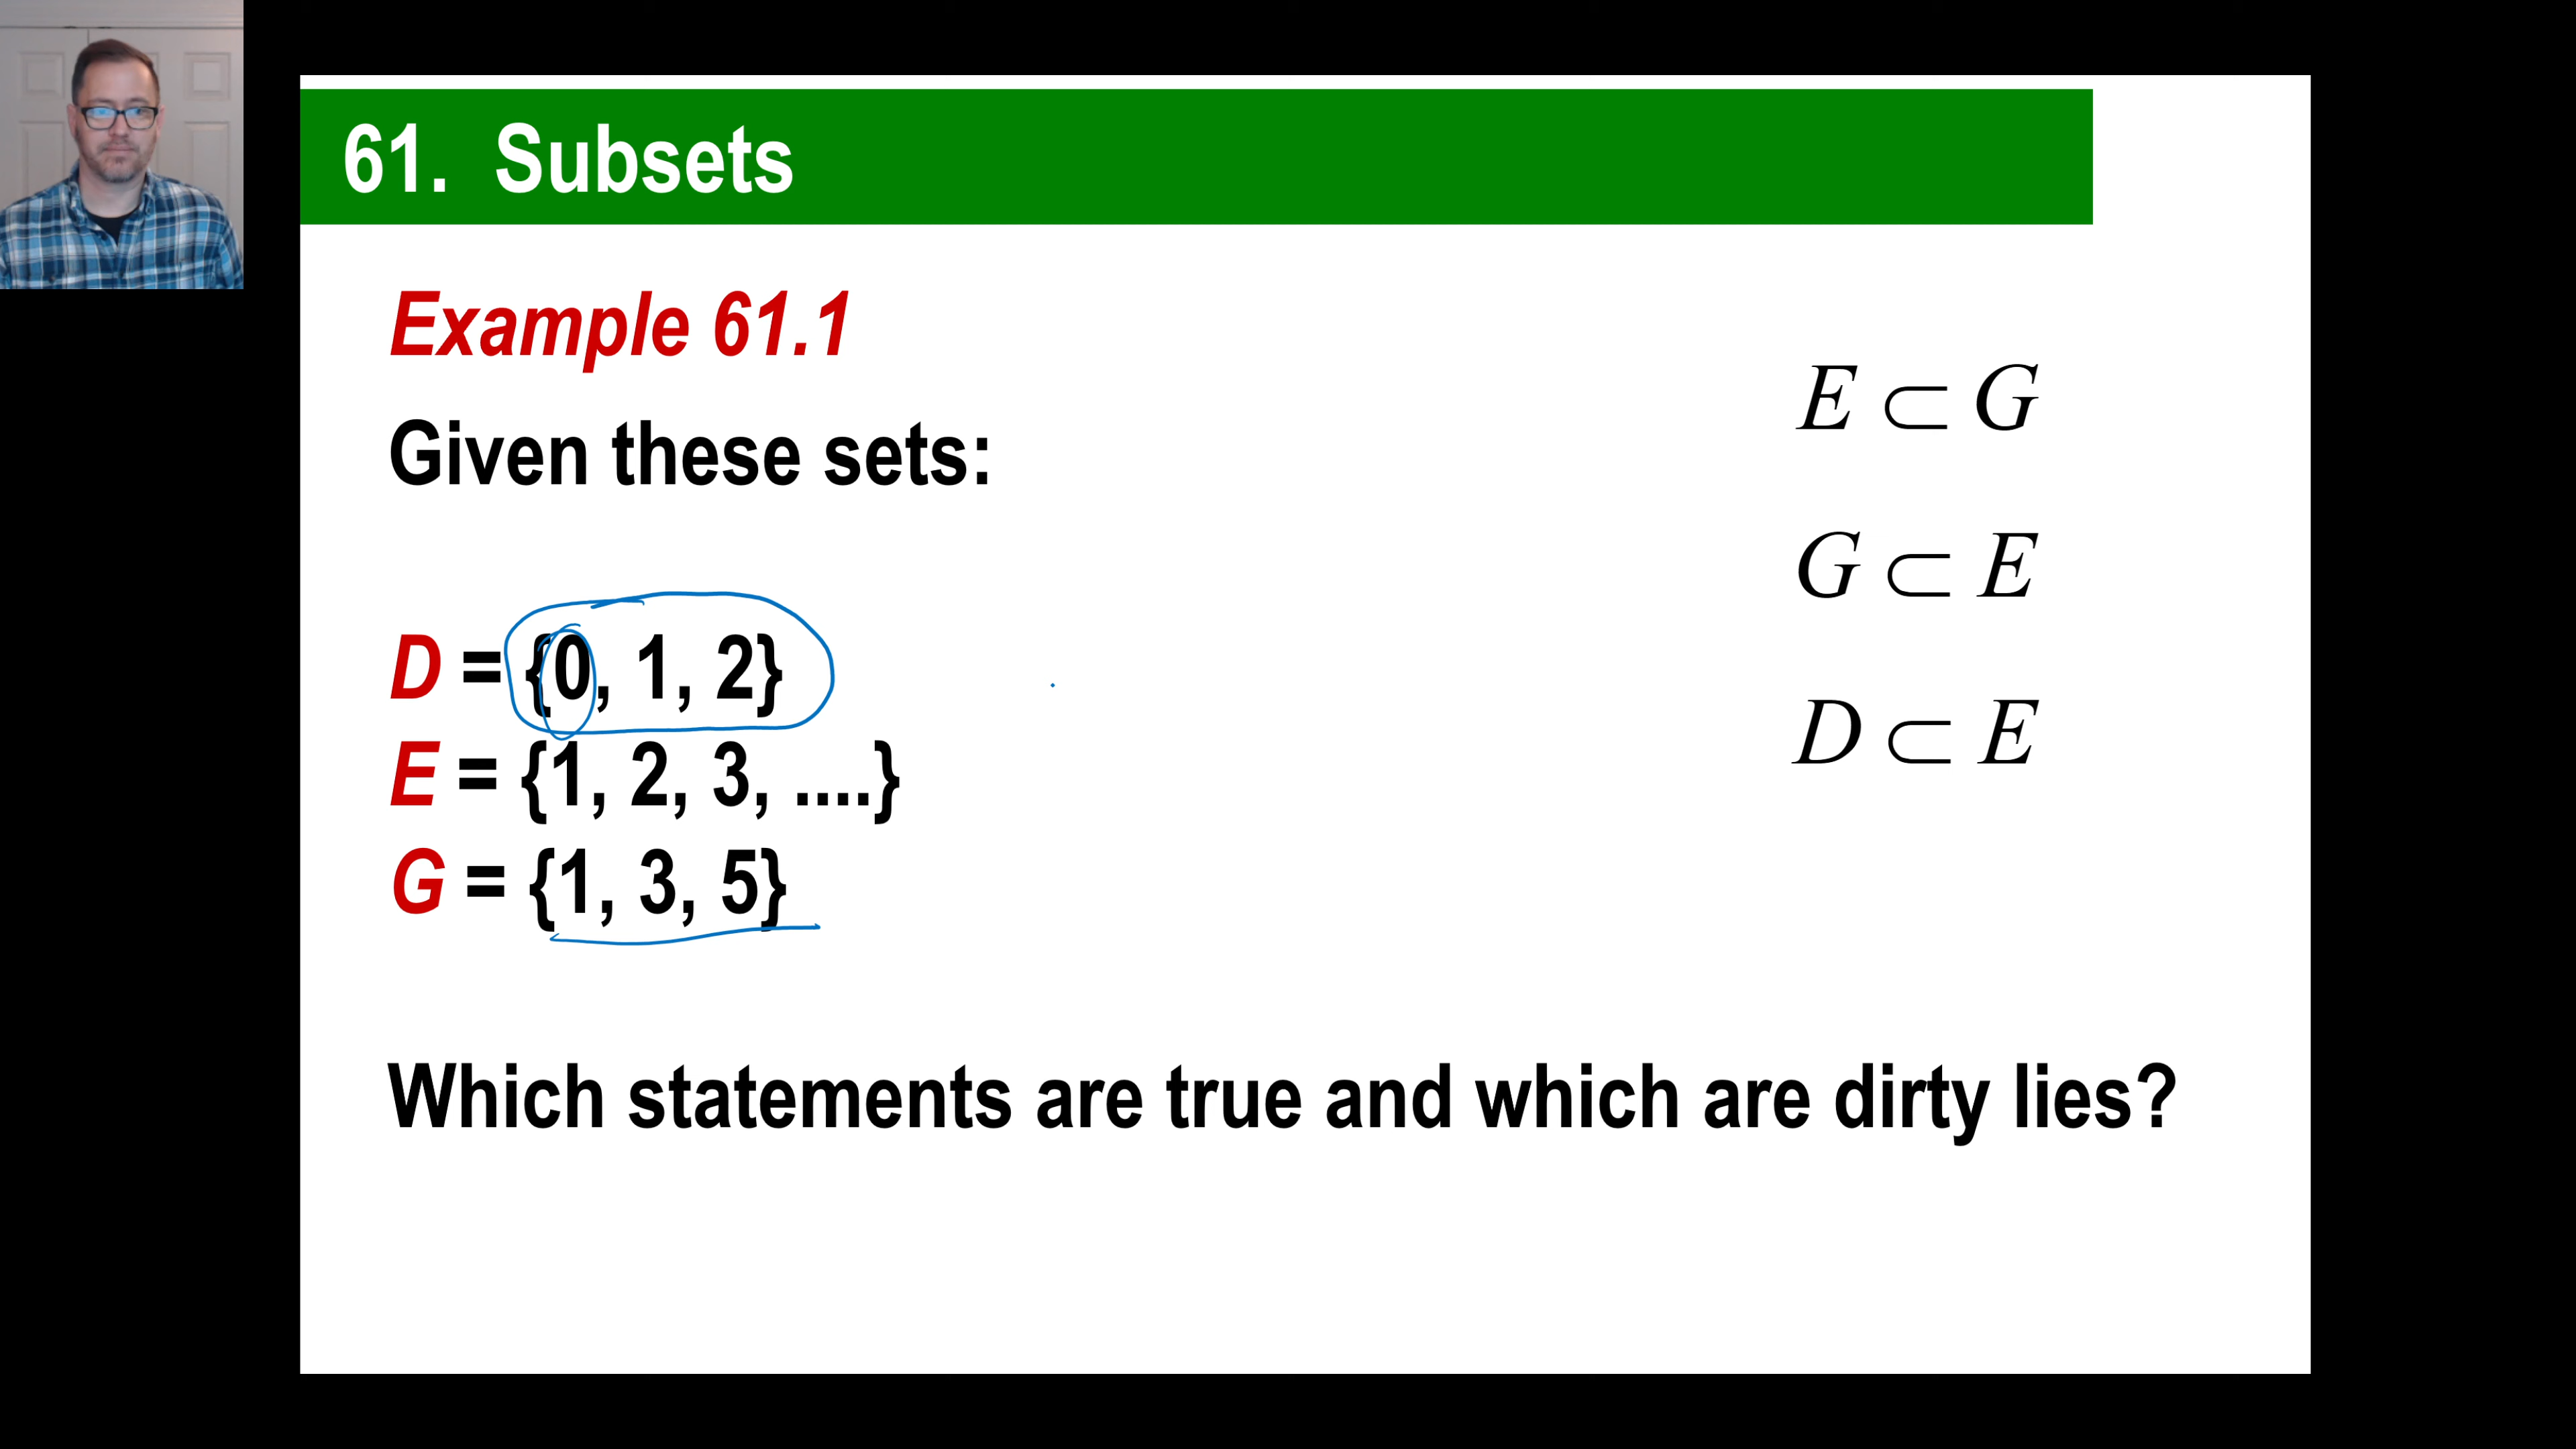 61. Subsets
Example 61.1
Given these sets:
E ⊂ G
G ⊂ E
D ⊂ E
D = {0, 1, 2}
E = {1, 2, 3, ....}
G = {1, 3, 5}
Which statements are true and which are dirty lies?